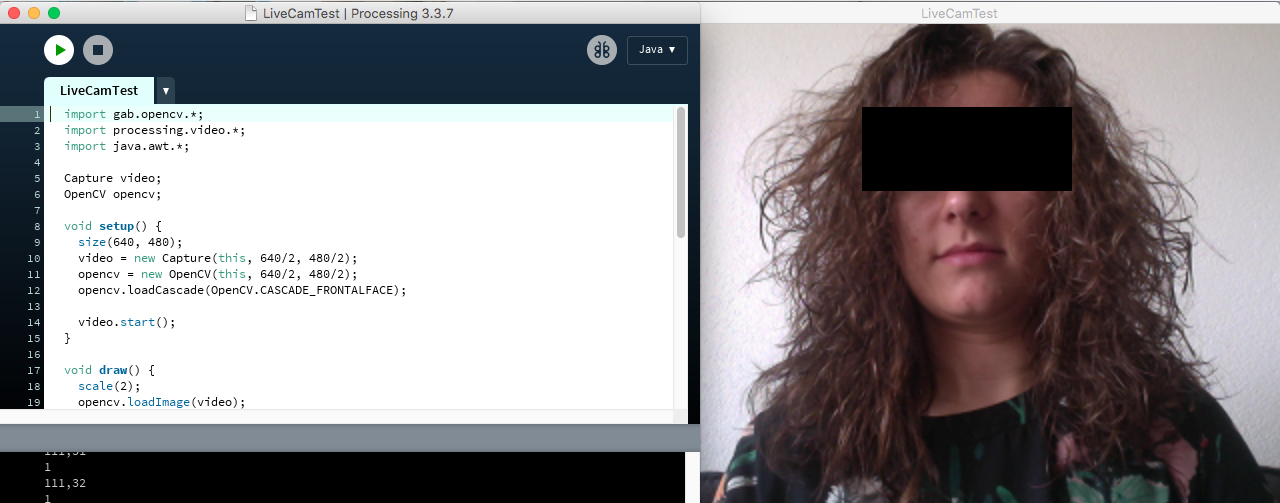 LiveCamTest | Processing 3.3.7
LiveCamTest
Java ▾
LiveCamTest ▼
1 import gab.opencv.*;
2 import processing.video.*;
3 import java.awt.*;
4
5 Capture video;
6 OpenCV opencv;
7
8 void setup() {
9 size(640, 480);
10 video = new Capture(this, 640/2, 480/2);
11 opencv = new OpenCV(this, 640/2, 480/2);
12 opencv.loadCascade(OpenCV.CASCADE_FRONTALFACE);
13
14 video.start();
15 }
16
17 void draw() {
18 scale(2);
19 opencv.loadImage(video);
1
111,32
1